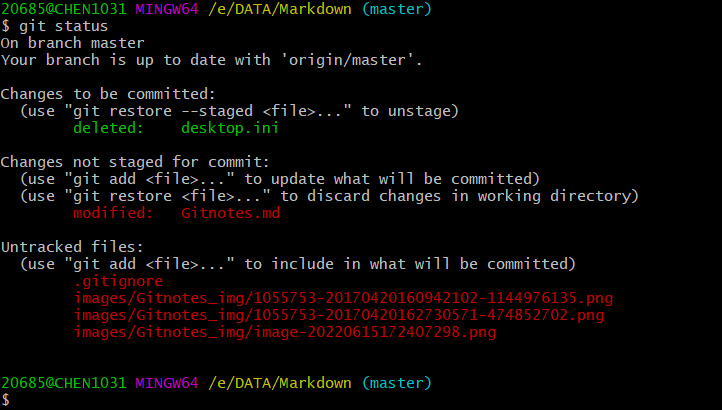 20685@CHEN1031 MINGW64 /e/DATA/Markdown (master)
$ git status
On branch master
Your branch is up to date with 'origin/master'.

Changes to be committed:
  (use "git restore --staged <file>..." to unstage)
        deleted:    desktop.ini

Changes not staged for commit:
  (use "git add <file>..." to update what will be committed)
  (use "git restore <file>..." to discard changes in working directory)
        modified:   Gitnotes.md

Untracked files:
  (use "git add <file>..." to include in what will be committed)
        .gitignore
        images/Gitnotes_img/1055753-20170420160942102-1144976135.png
        images/Gitnotes_img/1055753-20170420162730571-474852702.png
        images/Gitnotes_img/image-20220615172407298.png

20685@CHEN1031 MINGW64 /e/DATA/Markdown (master)
$